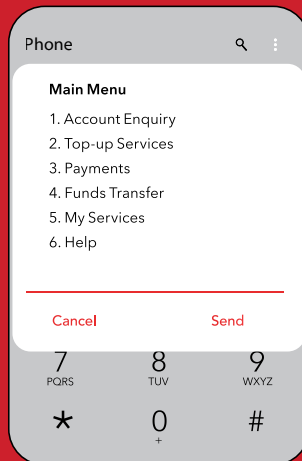 Phone
Main Menu
1. Account Enquiry
2. Top-up Services
3. Payments
4. Funds Transfer
5. My Services
6. Help
Cancel Send
7 8 9
PQRS TUV WXYZ
* 0 #
+